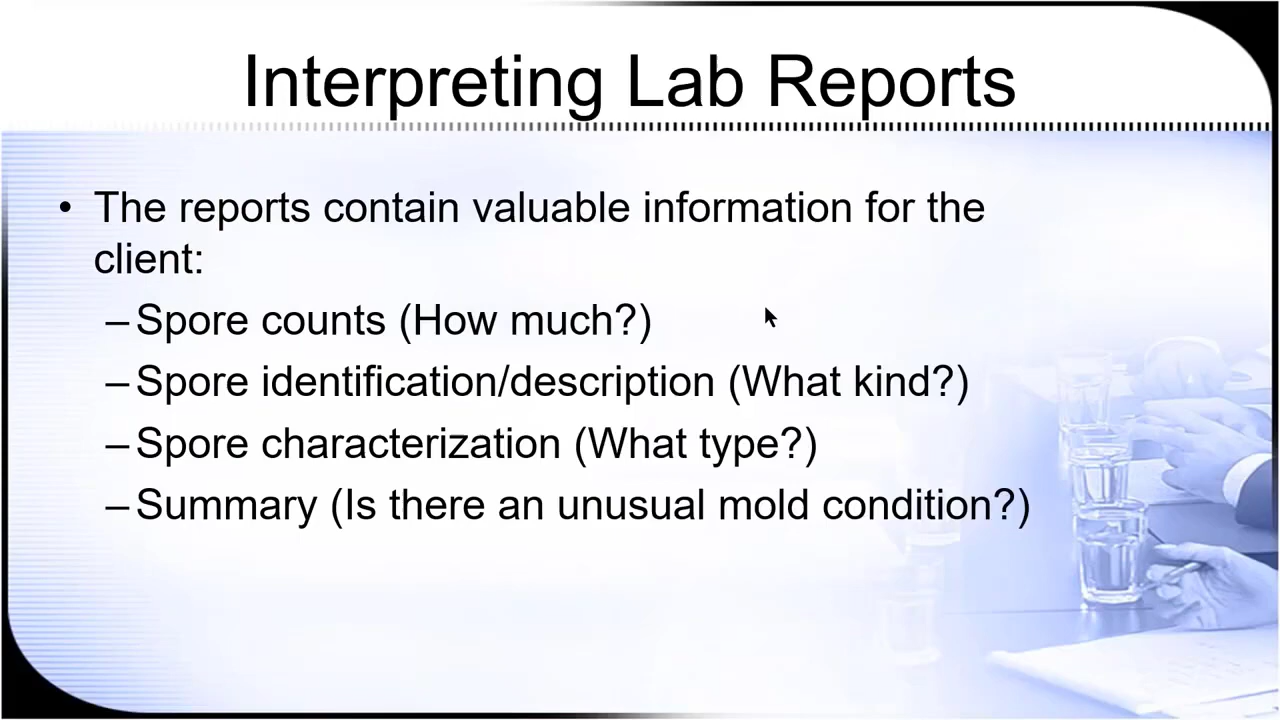 Interpreting Lab Reports
• The reports contain valuable information for the
client:
– Spore counts (How much?)
– Spore identification/description (What kind?)
– Spore characterization (What type?)
– Summary (Is there an unusual mold condition?)